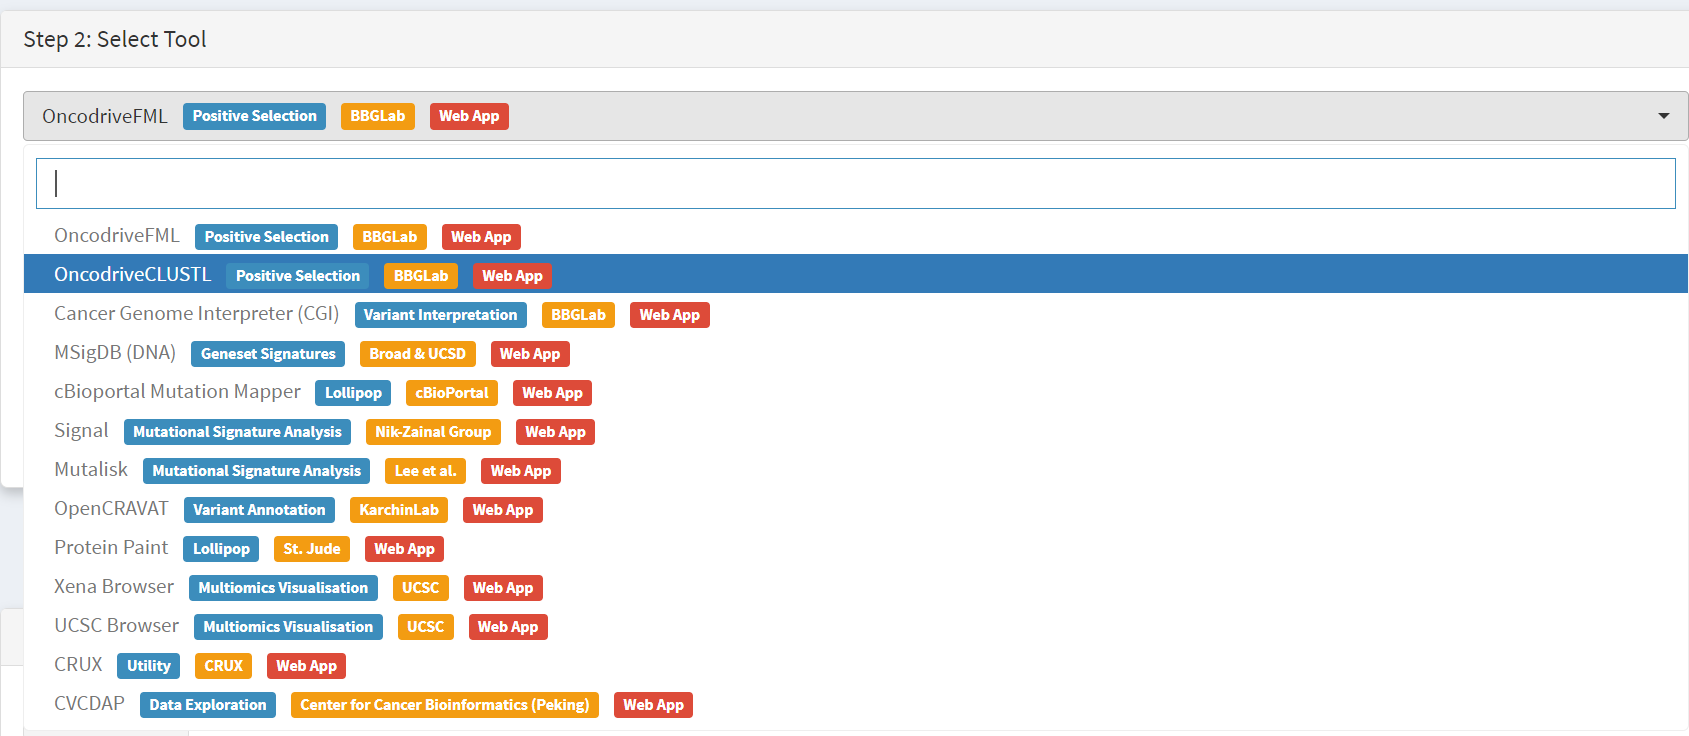 Step 2: Select Tool
OncodriveFML Positive Selection BBGLab Web App
OncodriveFML Positive Selection BBGLab Web App
OncodriveCLUSTL Positive Selection BBGLab Web App
Cancer Genome Interpreter (CGI) Variant Interpretation BBGLab Web App
MSigDB (DNA) Geneset Signatures Broad & UCSD Web App
cBioportal Mutation Mapper Lollipop cBioPortal Web App
Signal Mutational Signature Analysis Nik-Zainal Group Web App
Mutalisk Mutational Signature Analysis Lee et al. Web App
OpenCRAVAT Variant Annotation KarchinLab Web App
Protein Paint Lollipop St. Jude Web App
Xena Browser Multiomics Visualisation UCSC Web App
UCSC Browser Multiomics Visualisation UCSC Web App
CRUX Utility CRUX Web App
CVCDAP Data Exploration Center for Cancer Bioinformatics (Peking) Web App